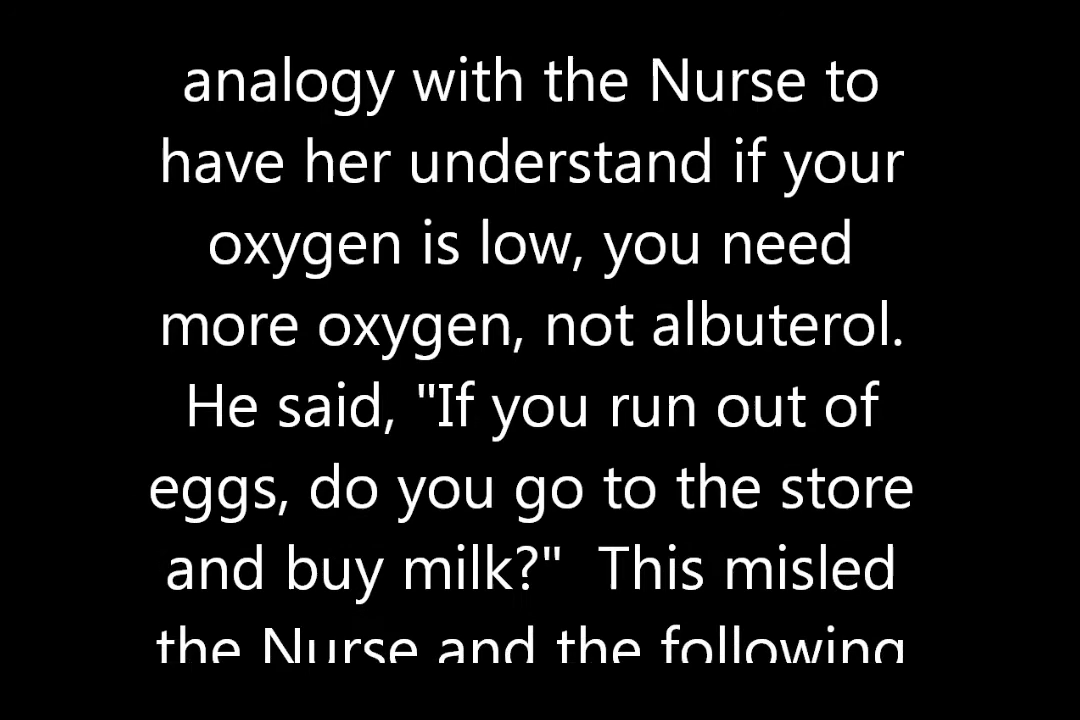 analogy with the Nurse to
have her understand if your
oxygen is low, you need
more oxygen, not albuterol.
He said, "If you run out of
eggs, do you go to the store
and buy milk?"  This misled
the Nurse and the following